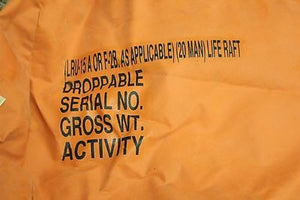 (LRU-15 A OR F-2B. AS APPLICABLE) (20 MAN) LIFE RAFT
DROPPABLE
SERIAL NO.
GROSS WT.
ACTIVITY